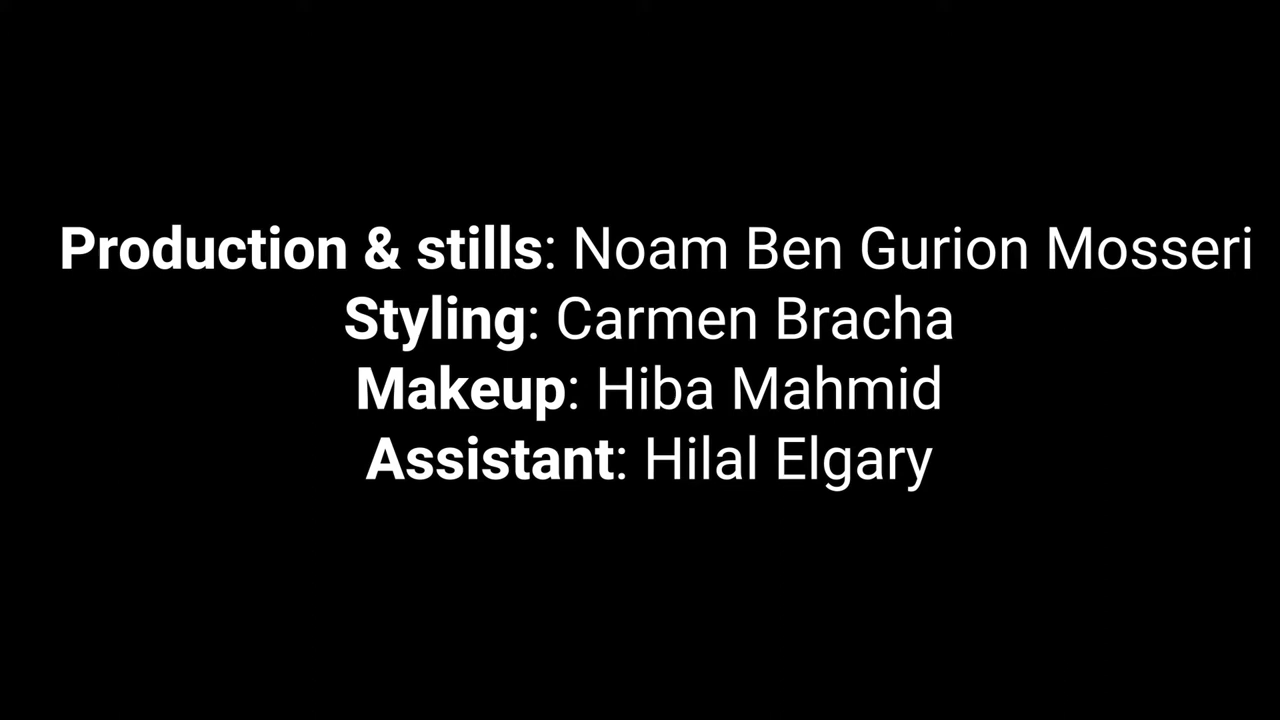 Production & stills: Noam Ben Gurion Mosseri
Styling: Carmen Bracha
Makeup: Hiba Mahmid
Assistant: Hilal Elgary